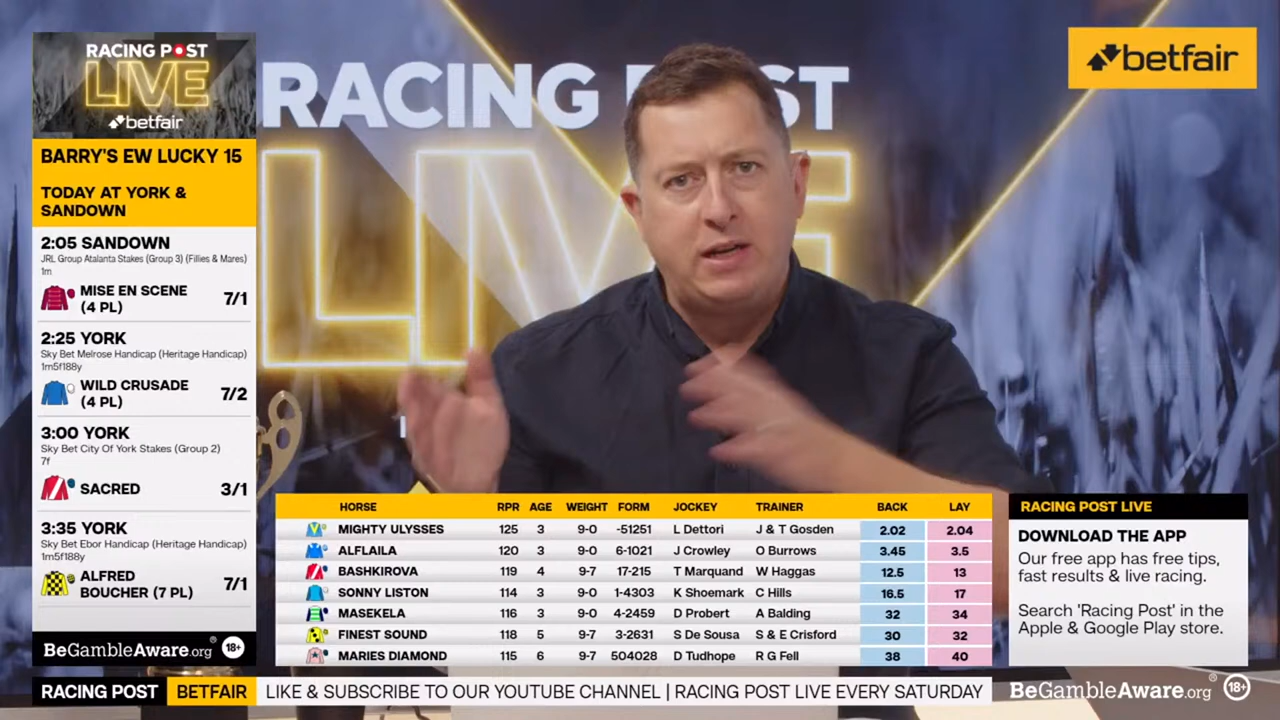 RACING POST
LIVE
betfair
BARRY'S EW LUCKY 15
TODAY AT YORK &
SANDOWN
2:05 SANDOWN
JRL Group Atalanta Stakes (Group 3) (Fillies & Mares)
1m
MISE EN SCENE
(4 PL) 7/1
2:25 YORK
Sky Bet Melrose Handicap (Heritage Handicap)
1m5f188y
WILD CRUSADE
(4 PL) 7/2
3:00 YORK
Sky Bet City Of York Stakes (Group 2)
7f
SACRED 3/1
3:35 YORK
Sky Bet Ebor Handicap (Heritage Handicap)
1m5f188y
ALFRED
BOUCHER (7 PL) 7/1
BeGambleAware.org® 18+
RACING P ST
LIVE
betfair
HORSE RPR AGE WEIGHT FORM JOCKEY TRAINER BACK LAY
MIGHTY ULYSSES 125 3 9-0 -51251 L Dettori J & T Gosden 2.02 2.04
ALFLAILA 120 3 9-0 6-1021 J Crowley O Burrows 3.45 3.5
BASHKIROVA 119 4 9-7 17-215 T Marquand W Haggas 12.5 13
SONNY LISTON 114 3 9-0 1-4303 K Shoemark C Hills 16.5 17
MASEKELA 116 3 9-0 4-2459 D Probert A Balding 32 34
FINEST SOUND 118 5 9-7 3-2631 S De Sousa S & E Crisford 30 32
MARIES DIAMOND 115 6 9-7 504028 D Tudhope R G Fell 38 40
RACING POST LIVE
DOWNLOAD THE APP
Our free app has free tips,
fast results & live racing.
Search 'Racing Post' in the
Apple & Google Play store.
RACING POST BETFAIR LIKE & SUBSCRIBE TO OUR YOUTUBE CHANNEL | RACING POST LIVE EVERY SATURDAY BeGambleAware.org® 18+